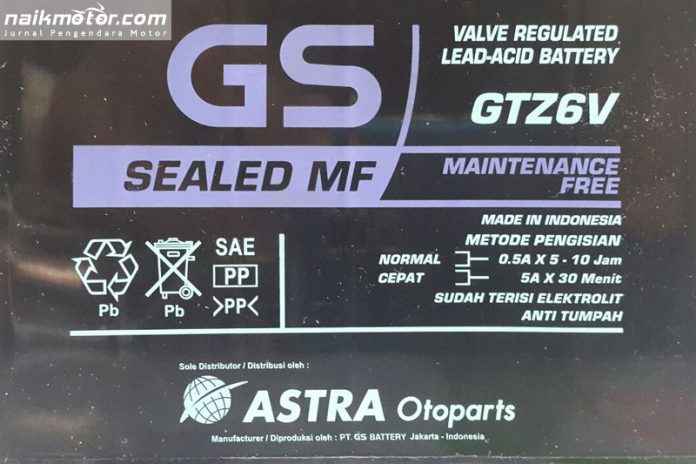 naikmotor.com
Jurnal Pengendara Motor
GS
VALVE REGULATED
LEAD-ACID BATTERY
GTZ6V
SEALED MF
MAINTENANCE
FREE
MADE IN INDONESIA
METODE PENGISIAN
NORMAL 0.5A X 5 - 10 Jam
CEPAT 5A X 30 Menit
SUDAH TERISI ELEKTROLIT
ANTI TUMPAH
Pb
Pb
SAE
PP
>PP<
Sole Distributor / Distribusi oleh :
ASTRA Otoparts
Manufacturer / Diproduksi oleh : PT. GS BATTERY Jakarta - Indonesia